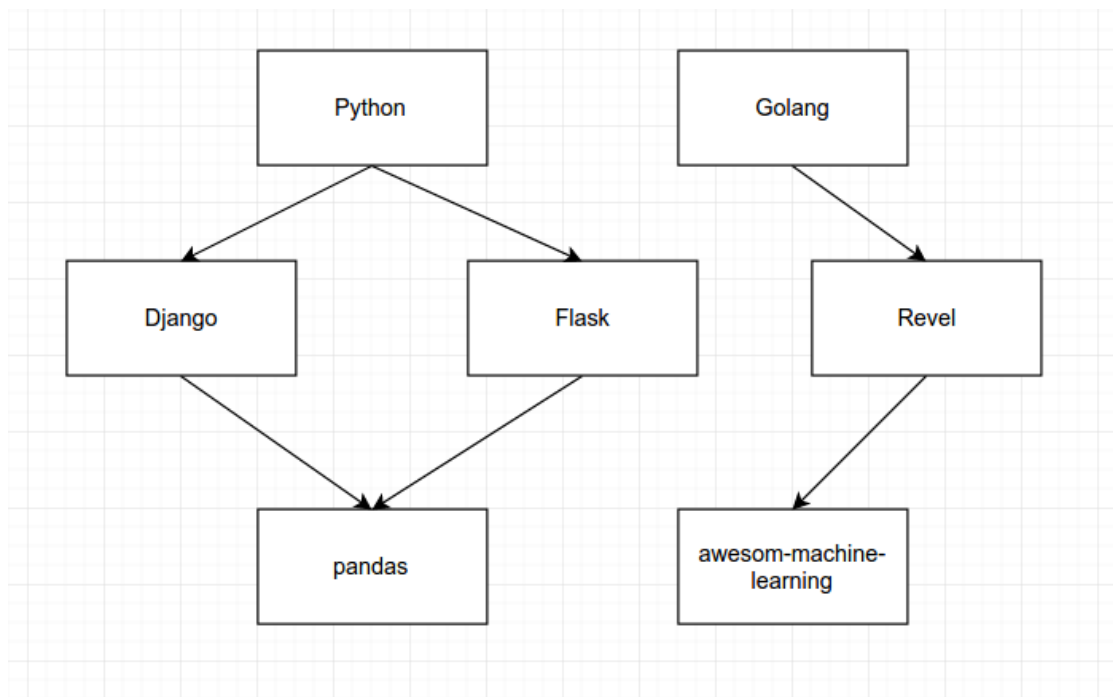 Python
Golang
Django
Flask
Revel
pandas
awesom-machine-
learning